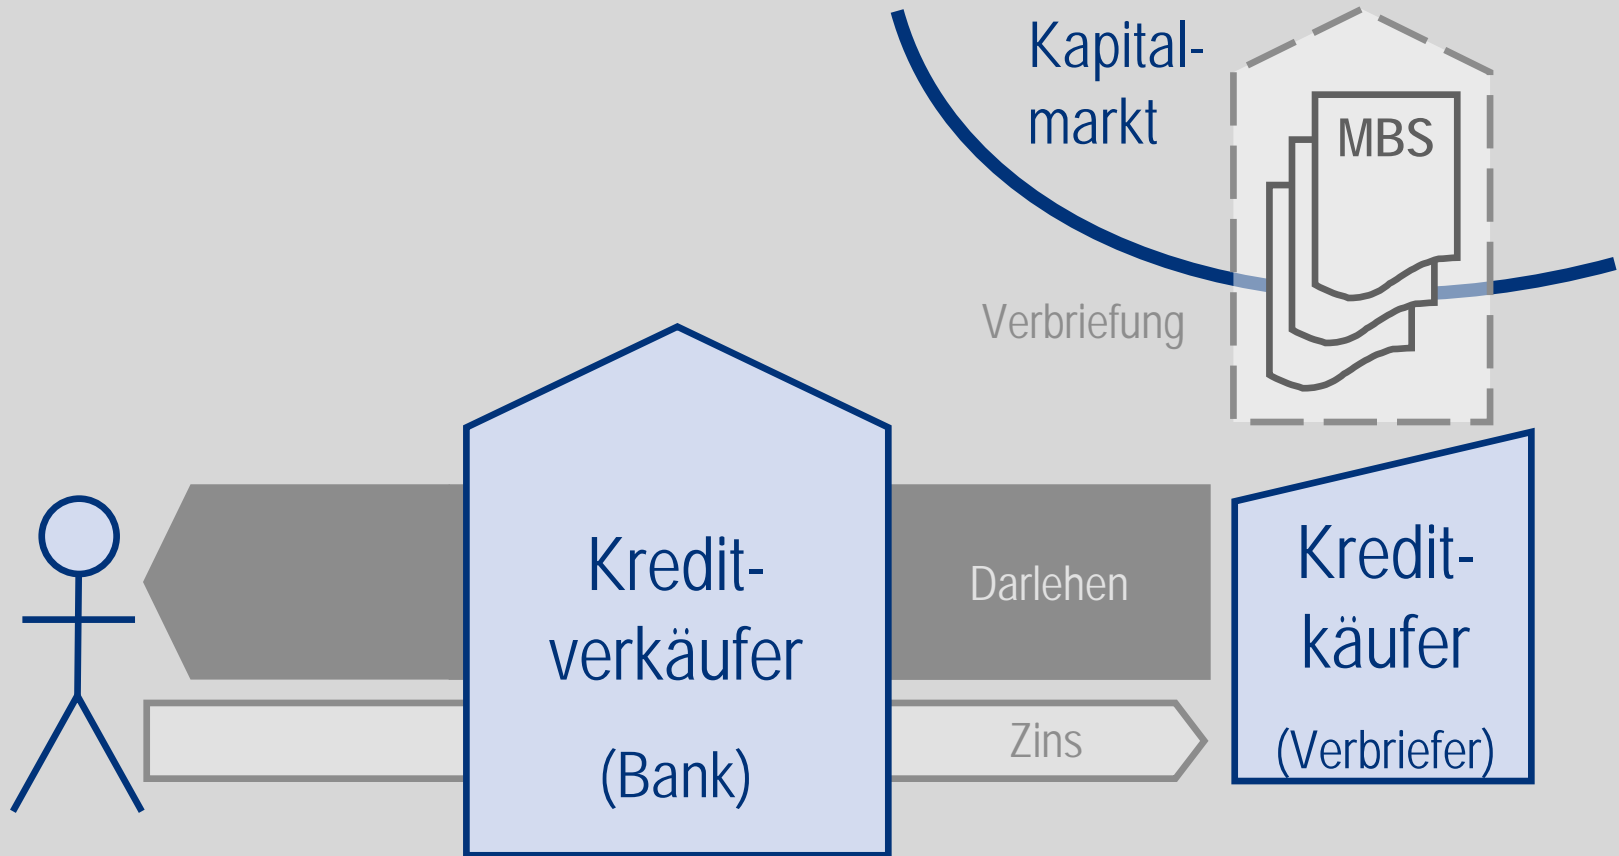 Kapital-
markt
MBS
Verbriefung
Kredit-
verkäufer
(Bank)
Darlehen
Zins
Kredit-
käufer
(Verbriefer)